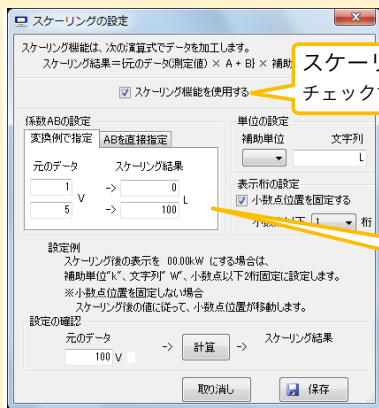 スケーリングの設定
スケーリング機能は、次の演算式でデータを加工します。
スケーリング結果={元のデータ(測定値) × A + B} × 補助
スケーリ
チェックで
スケーリング機能を使用する
係数ABの設定
変換例で指定 ABを直接指定
元のデータ スケーリング結果
1 V -> 0 L
5 -> 100
単位の設定
補助単位 文字列
L
表示桁の設定
小数点位置を固定する
1 桁
設定例
スケーリング後の表示を 00.00kW にする場合は、
補助単位"k"、文字列" W"、小数点以下2桁固定に設定します。
※小数点位置を固定しない場合
スケーリング後の値に従って、小数点位置が移動します。
設定の確認
元のデータ スケーリング結果
100 V -> 計算 ->
取り消し 保存